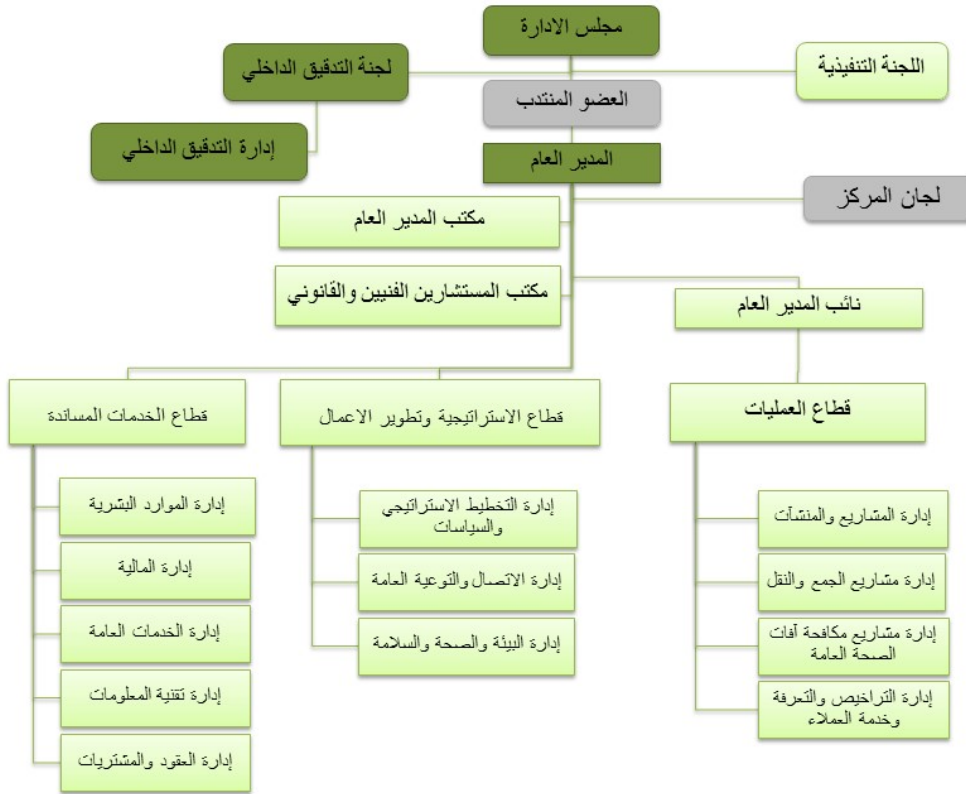 مجلس الادارة
اللجنة التنفيذية
لجنة التدقيق الداخلي
العضو المنتدب
إدارة التدقيق الداخلي
المدير العام
لجان المركز
مكتب المدير العام
مكتب المستشارين الفنيين والقانوني
نائب المدير العام
قطاع العمليات
إدارة المشاريع والمنشآت
إدارة مشاريع الجمع والنقل
إدارة مشاريع مكافحة آفات
الصحة العامة
إدارة التراخيص والتعرفة
وخدمة العملاء
قطاع الاستراتيجية وتطوير الاعمال
إدارة التخطيط الاستراتيجي
والسياسات
إدارة الاتصال والتوعية العامة
إدارة البيئة والصحة والسلامة
قطاع الخدمات المساندة
إدارة الموارد البشرية
إدارة المالية
إدارة الخدمات العامة
إدارة تقنية المعلومات
إدارة العقود والمشتريات